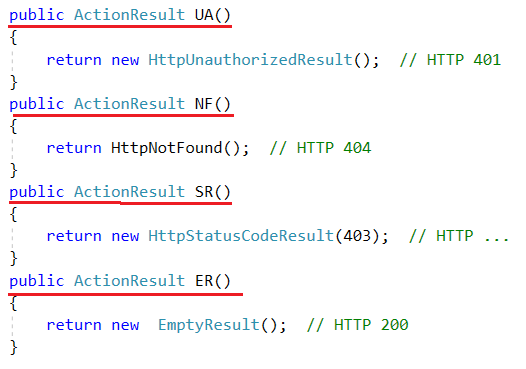 public ActionResult UA()
{
    return new HttpUnauthorizedResult();  // HTTP 401
}
public ActionResult NF()
{
    return HttpNotFound();  // HTTP 404
}
public ActionResult SR()
{
    return new HttpStatusCodeResult(403);  // HTTP ...
}
public ActionResult ER()
{
    return new  EmptyResult();  // HTTP 200
}